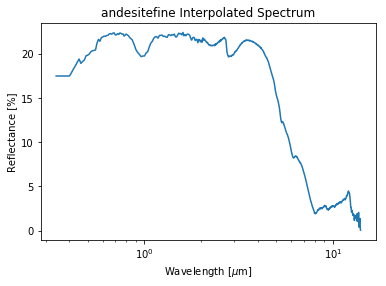 andesitefine Interpolated Spectrum
Reflectance [%]
20
15
10
5
0
10⁰
10¹
Wavelength [μm]